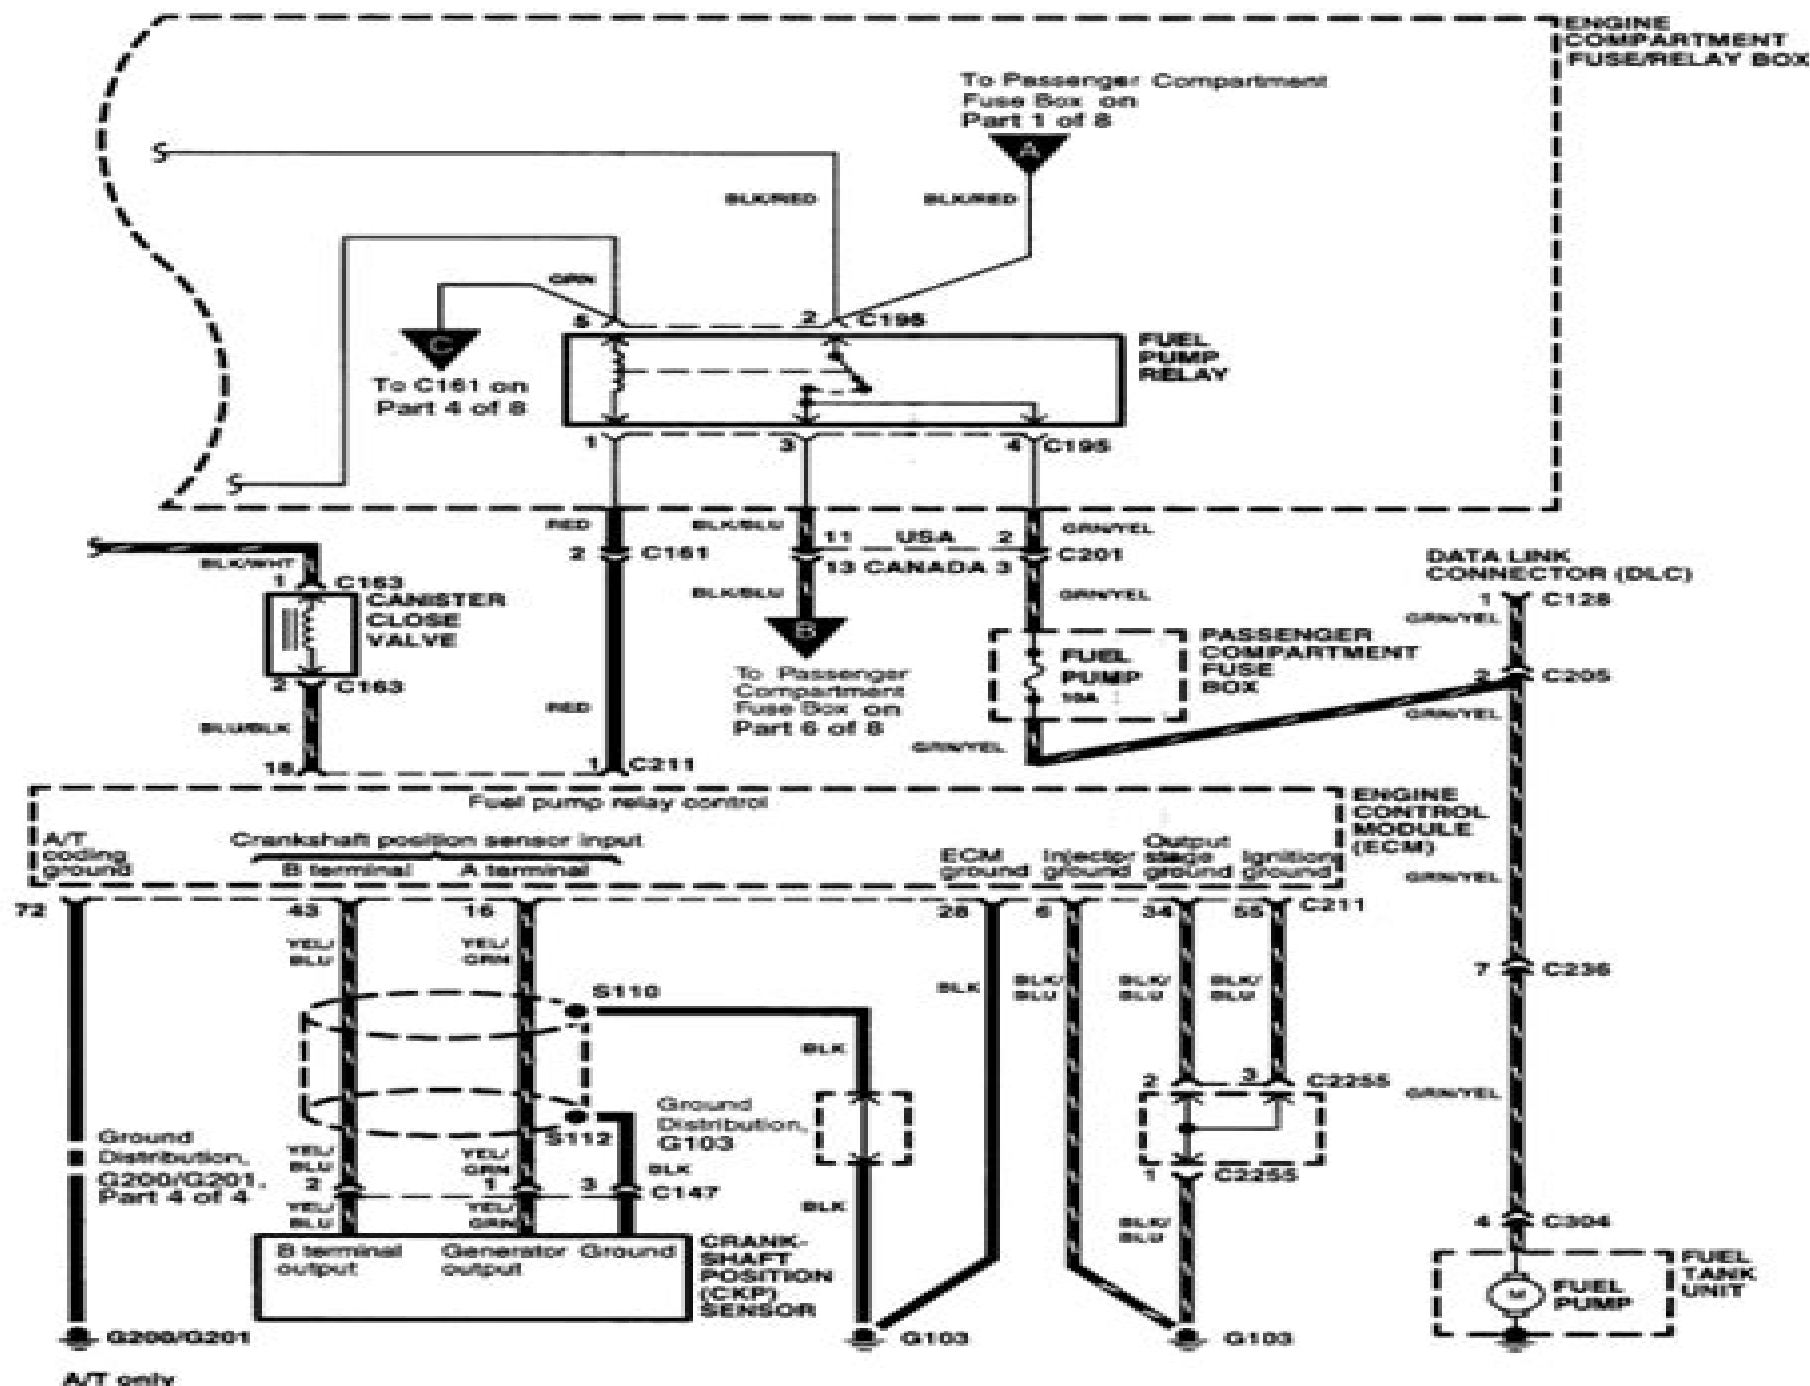 ENGINE
COMPARTMENT
FUSE/RELAY BOX
To Passenger Compartment
Fuse Box on
Part 1 of 8
A
BLK/RED
BLK/RED
GRN
5
2
C195
C
To C161 on
Part 4 of 8
FUEL
PUMP
RELAY
1
3
4
C195
RED
BLK/BLU
GRN/YEL
2
C161
11
USA
2
C201
13 CANADA 3
BLK/WHT
1
C163
CANISTER
CLOSE
VALVE
2
C163
BLU/BLK
BLK/BLU
GRN/YEL
B
To Passenger
Compartment
Fuse Box on
Part 6 of 8
RED
FUEL
PUMP
10A
PASSENGER
COMPARTMENT
FUSE
BOX
GRN/YEL
DATA LINK
CONNECTOR (DLC)
1
C128
GRN/YEL
2
C205
GRN/YEL
18
1
C211
Fuel pump relay control
ENGINE
CONTROL
MODULE
(ECM)
A/T
coding
ground
Crankshaft position sensor input
B terminal
A terminal
ECM
ground
Injector
ground
Output
stage
ground
Ignition
ground
GRN/YEL
72
43
16
28
6
34
55
C211
YEL/
BLU
YEL/
GRN
BLK
BLK/
BLU
BLK/
BLU
BLK/
BLU
7
C236
S110
BLK
2
3
C2255
GRN/YEL
Ground
Distribution,
G103
S112
Ground
Distribution,
G200/G201,
Part 4 of 4
YEL/
BLU
YEL/
GRN
BLK
2
1
3
C147
1
C2255
YEL/
BLU
YEL/
GRN
BLK
BLK/
BLU
4
C304
B terminal
output
Generator
output
Ground
CRANK-
SHAFT
POSITION
(CKP)
SENSOR
FUEL
TANK
UNIT
M
FUEL
PUMP
G200/G201
G103
G103
A/T only